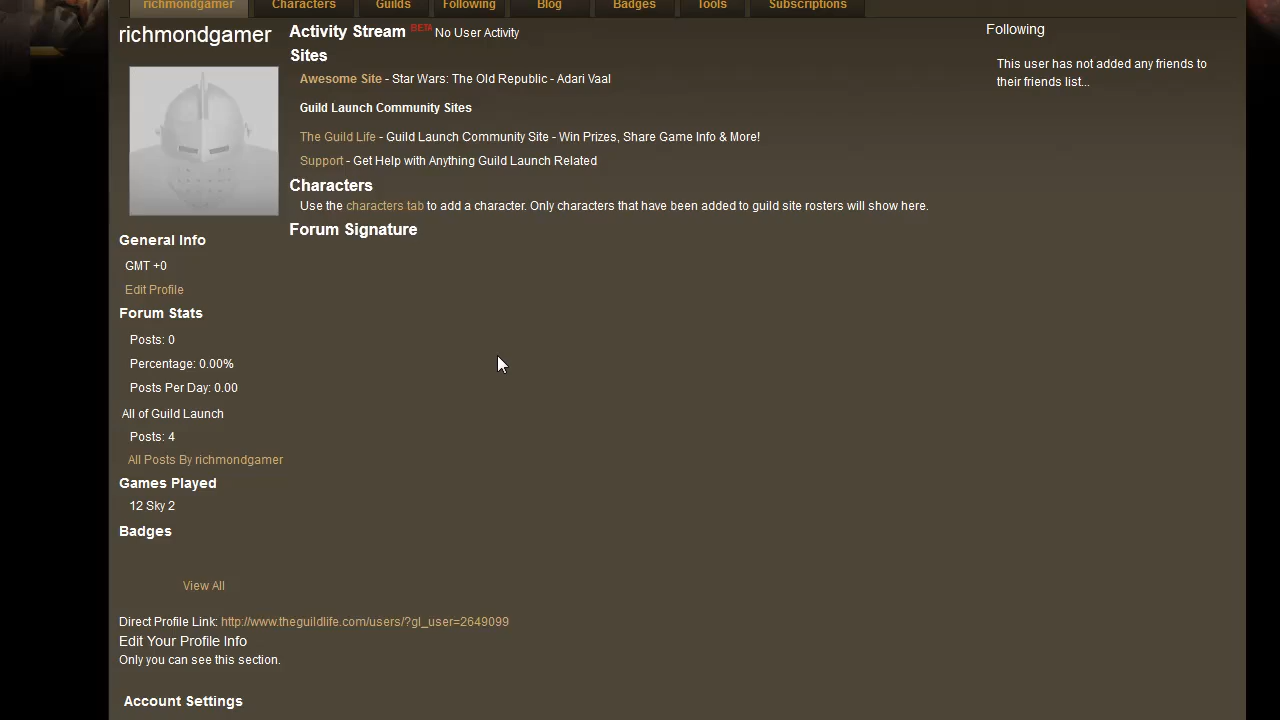 richmondgamer Characters Guilds Following Blog Badges Tools Subscriptions
richmondgamer
Activity Stream BETA No User Activity
Sites
Awesome Site - Star Wars: The Old Republic - Adari Vaal
Guild Launch Community Sites
The Guild Life - Guild Launch Community Site - Win Prizes, Share Game Info & More!
Support - Get Help with Anything Guild Launch Related
Characters
Use the characters tab to add a character. Only characters that have been added to guild site rosters will show here.
Forum Signature
Following
This user has not added any friends to
their friends list...
General Info
GMT +0
Edit Profile
Forum Stats
Posts: 0
Percentage: 0.00%
Posts Per Day: 0.00
All of Guild Launch
Posts: 4
All Posts By richmondgamer
Games Played
12 Sky 2
Badges
View All
Direct Profile Link: http://www.theguildlife.com/users/?gl_user=2649099
Edit Your Profile Info
Only you can see this section.
Account Settings